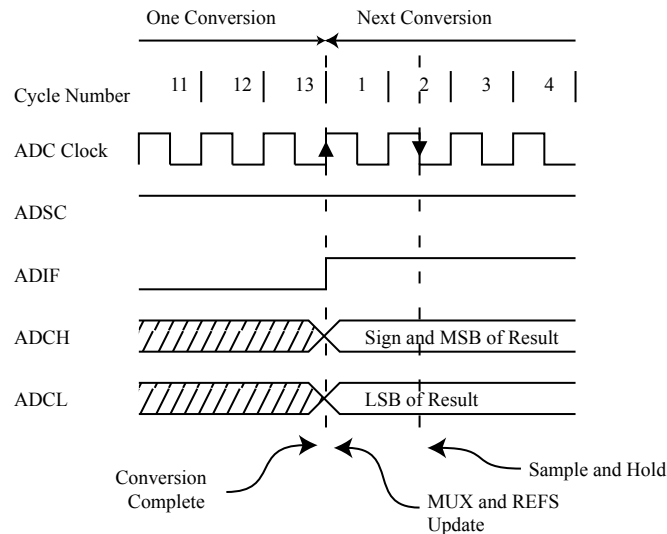 One Conversion Next Conversion
Cycle Number 11 12 13 1 2 3 4
ADC Clock
ADSC
ADIF
ADCH Sign and MSB of Result
ADCL LSB of Result
Sample and Hold
Conversion
Complete
MUX and REFS
Update